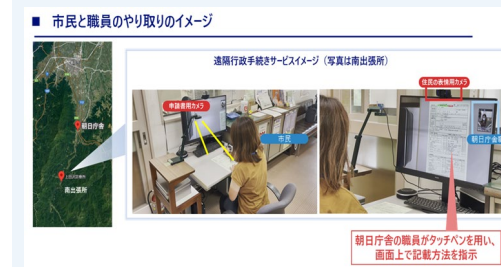 ■ 市民と職員のやり取りのイメージ
遠隔行政手続きサービスイメージ（写真は南出張所）
住民の表情用カメラ
申請書用カメラ
市民
朝日庁舎
朝日庁舎
南出張所
朝日庁舎の職員がタッチペンを用い、
画面上で記載方法を指示